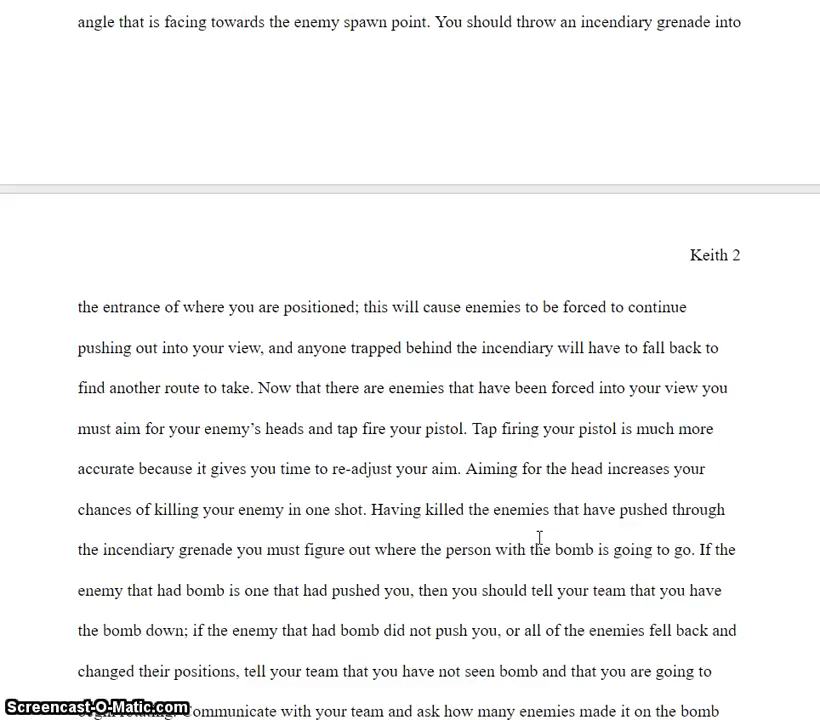 angle that is facing towards the enemy spawn point. You should throw an incendiary grenade into
Keith 2
the entrance of where you are positioned; this will cause enemies to be forced to continue
pushing out into your view, and anyone trapped behind the incendiary will have to fall back to
find another route to take. Now that there are enemies that have been forced into your view you
must aim for your enemy’s heads and tap fire your pistol. Tap firing your pistol is much more
accurate because it gives you time to re-adjust your aim. Aiming for the head increases your
chances of killing your enemy in one shot. Having killed the enemies that have pushed through
the incendiary grenade you must figure out where the person with the bomb is going to go. If the
enemy that had bomb is one that had pushed you, then you should tell your team that you have
the bomb down; if the enemy that had bomb did not push you, or all of the enemies fell back and
changed their positions, tell your team that you have not seen bomb and that you are going to
Screencast-O-Matic.com
communicate with your team and ask how many enemies made it on the bomb